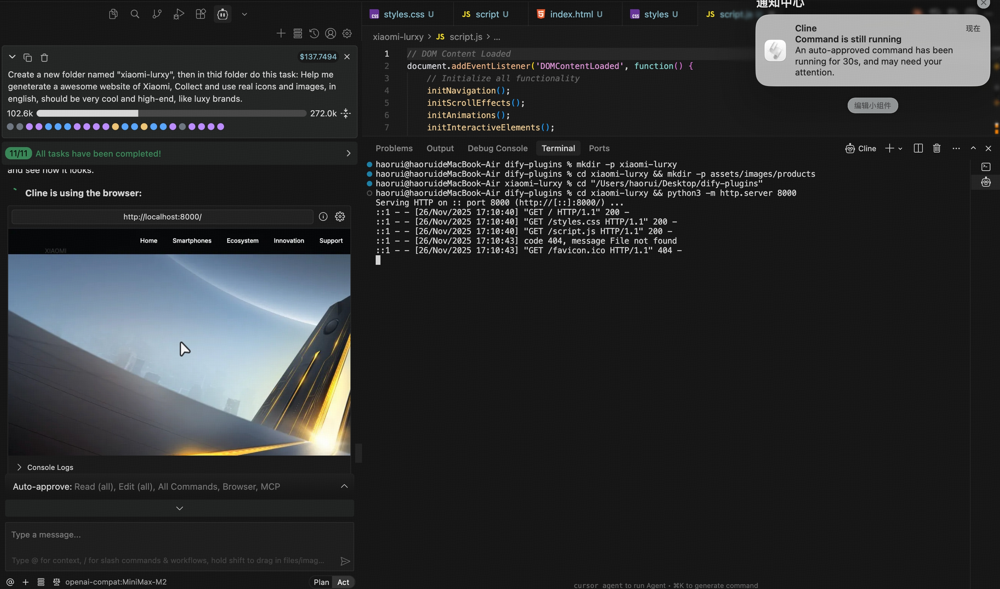 $137.7494
Create a new folder named "xiaomi-lurxy", then in thid folder do this task: Help me
geneterate a awesome website of Xiaomi, Collect and use real icons and images, in
english, should be very cool and high-end, like luxy brands.
102.6k 272.0k
11/11 All tasks have been completed!
and see how it looks.
Cline is using the browser:
http://localhost:8000/
Home Smartphones Ecosystem Innovation Support
XIAOMI
Console Logs
Auto-approve: Read (all), Edit (all), All Commands, Browser, MCP
Type a message...
Type @ for context, / for slash commands & workflows, hold shift to drag in files/imag...
@ openai-compat:MiniMax-M2 Plan Act
CSS styles.css U JS script U index.html U CSS styles U JS script.js
xiaomi-lurxy > JS script.js > ...
1 // DOM Content Loaded
2 document.addEventListener('DOMContentLoaded', function() {
3 // Initialize all functionality
4 initNavigation();
5 initScrollEffects();
6 initAnimations();
7 initInteractiveElements();
通知中心
Cline 现在
Command is still running
An auto-approved command has been
running for 30s, and may need your
attention.
编辑小组件
Problems Output Debug Console Terminal Ports Cline
haorui@haoruideMacBook-Air dify-plugins % mkdir -p xiaomi-lurxy
haorui@haoruideMacBook-Air dify-plugins % cd xiaomi-lurxy && mkdir -p assets/images/products
haorui@haoruideMacBook-Air xiaomi-lurxy % cd "/Users/haorui/Desktop/dify-plugins"
haorui@haoruideMacBook-Air dify-plugins % cd xiaomi-lurxy && python3 -m http.server 8000
Serving HTTP on :: port 8000 (http://[::]:8000/) ...
::1 - - [26/Nov/2025 17:10:40] "GET / HTTP/1.1" 200 -
::1 - - [26/Nov/2025 17:10:40] "GET /styles.css HTTP/1.1" 200 -
::1 - - [26/Nov/2025 17:10:40] "GET /script.js HTTP/1.1" 200 -
::1 - - [26/Nov/2025 17:10:43] code 404, message File not found
::1 - - [26/Nov/2025 17:10:43] "GET /favicon.ico HTTP/1.1" 404 -
cursor agent to run Agent • ⌘K to generate command